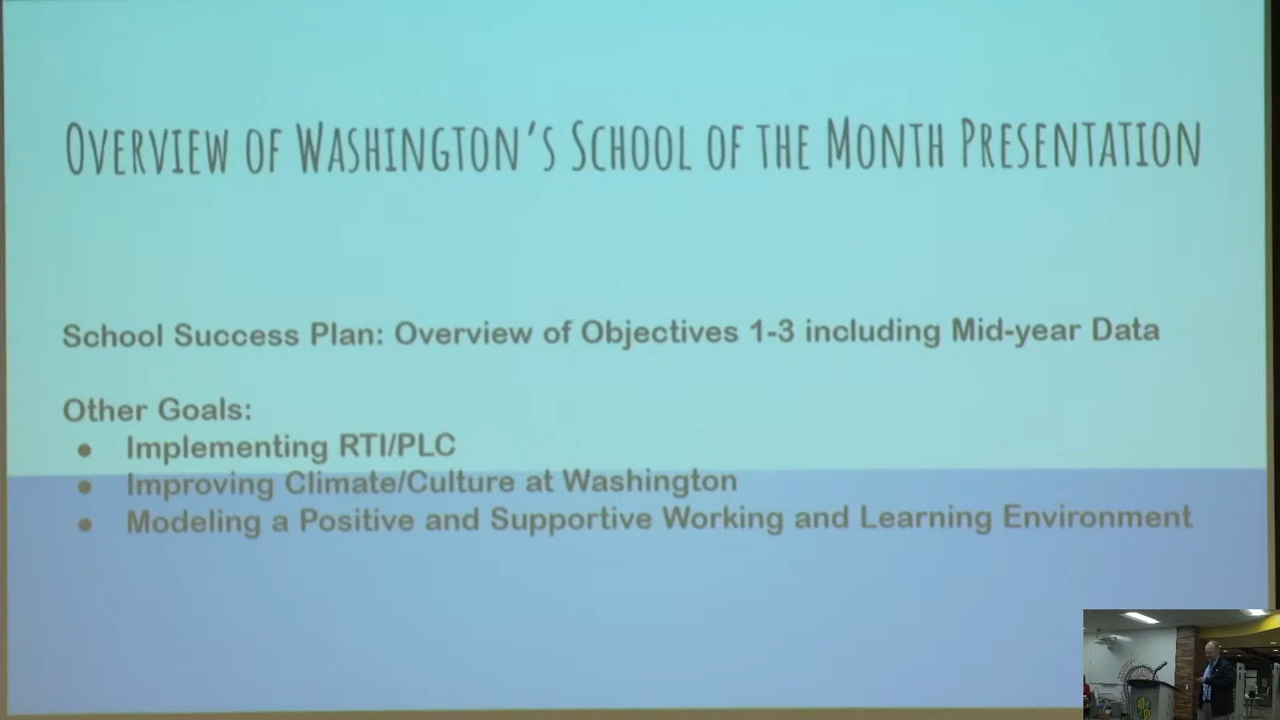 OVERVIEW OF WASHINGTON'S SCHOOL OF THE MONTH PRESENTATION
School Success Plan: Overview of Objectives 1-3 including Mid-year Data
Other Goals:
● Implementing RTI/PLC
● Improving Climate/Culture at Washington
● Modeling a Positive and Supportive Working and Learning Environment